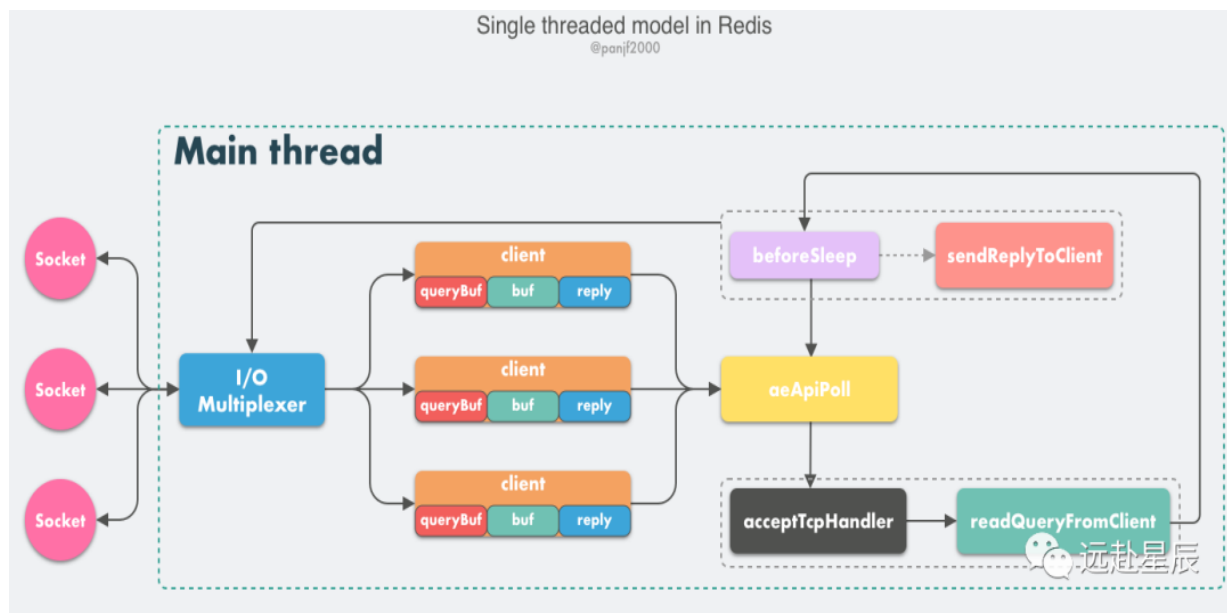 Single threaded model in Redis
@panjf2000
Main thread
Socket
Socket
Socket
I/O
Multiplexer
client
queryBuf buf reply
client
queryBuf buf reply
client
queryBuf buf reply
beforeSleep
sendReplyToClient
aeApiPoll
acceptTcpHandler
readQueryFromClient
远赴星辰